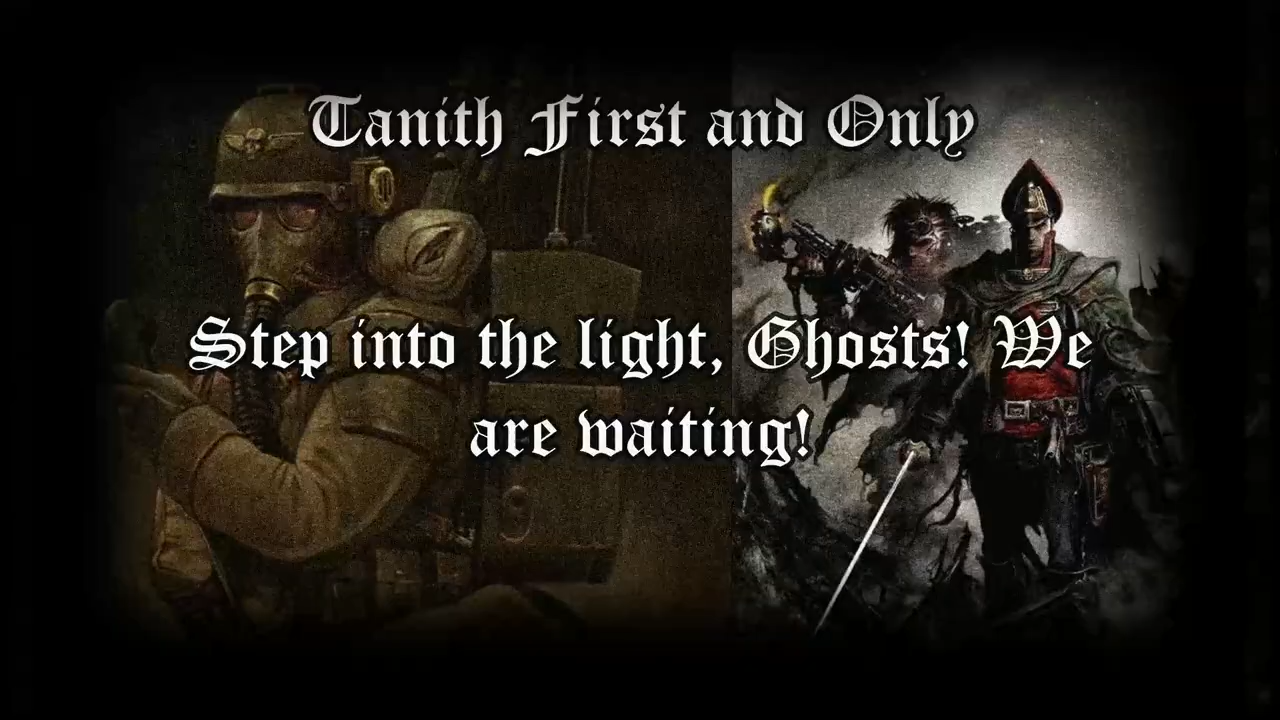 Tanith First and Only
Step into the light, Ghosts! We
are waiting!